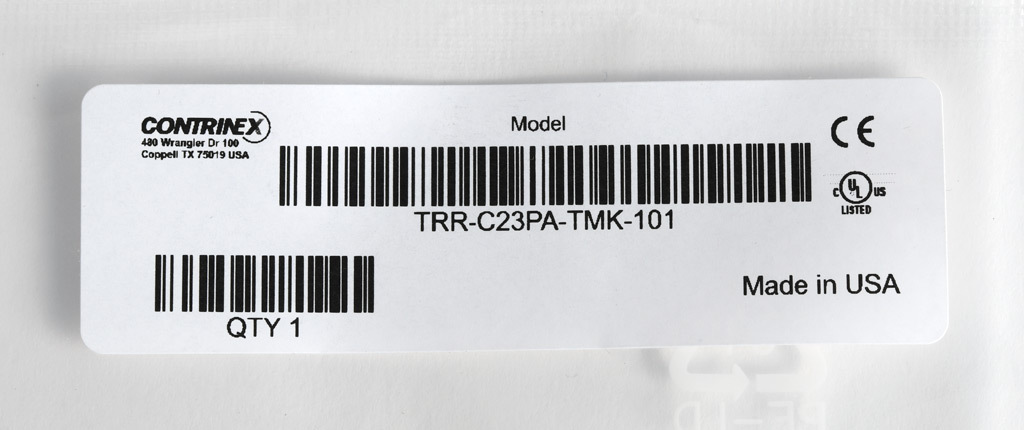 CONTRINEX
480 Wrangler Dr 100
Coppell TX 75019 USA
Model
TRR-C23PA-TMK-101
CE
C UL US
LISTED
QTY 1
Made in USA